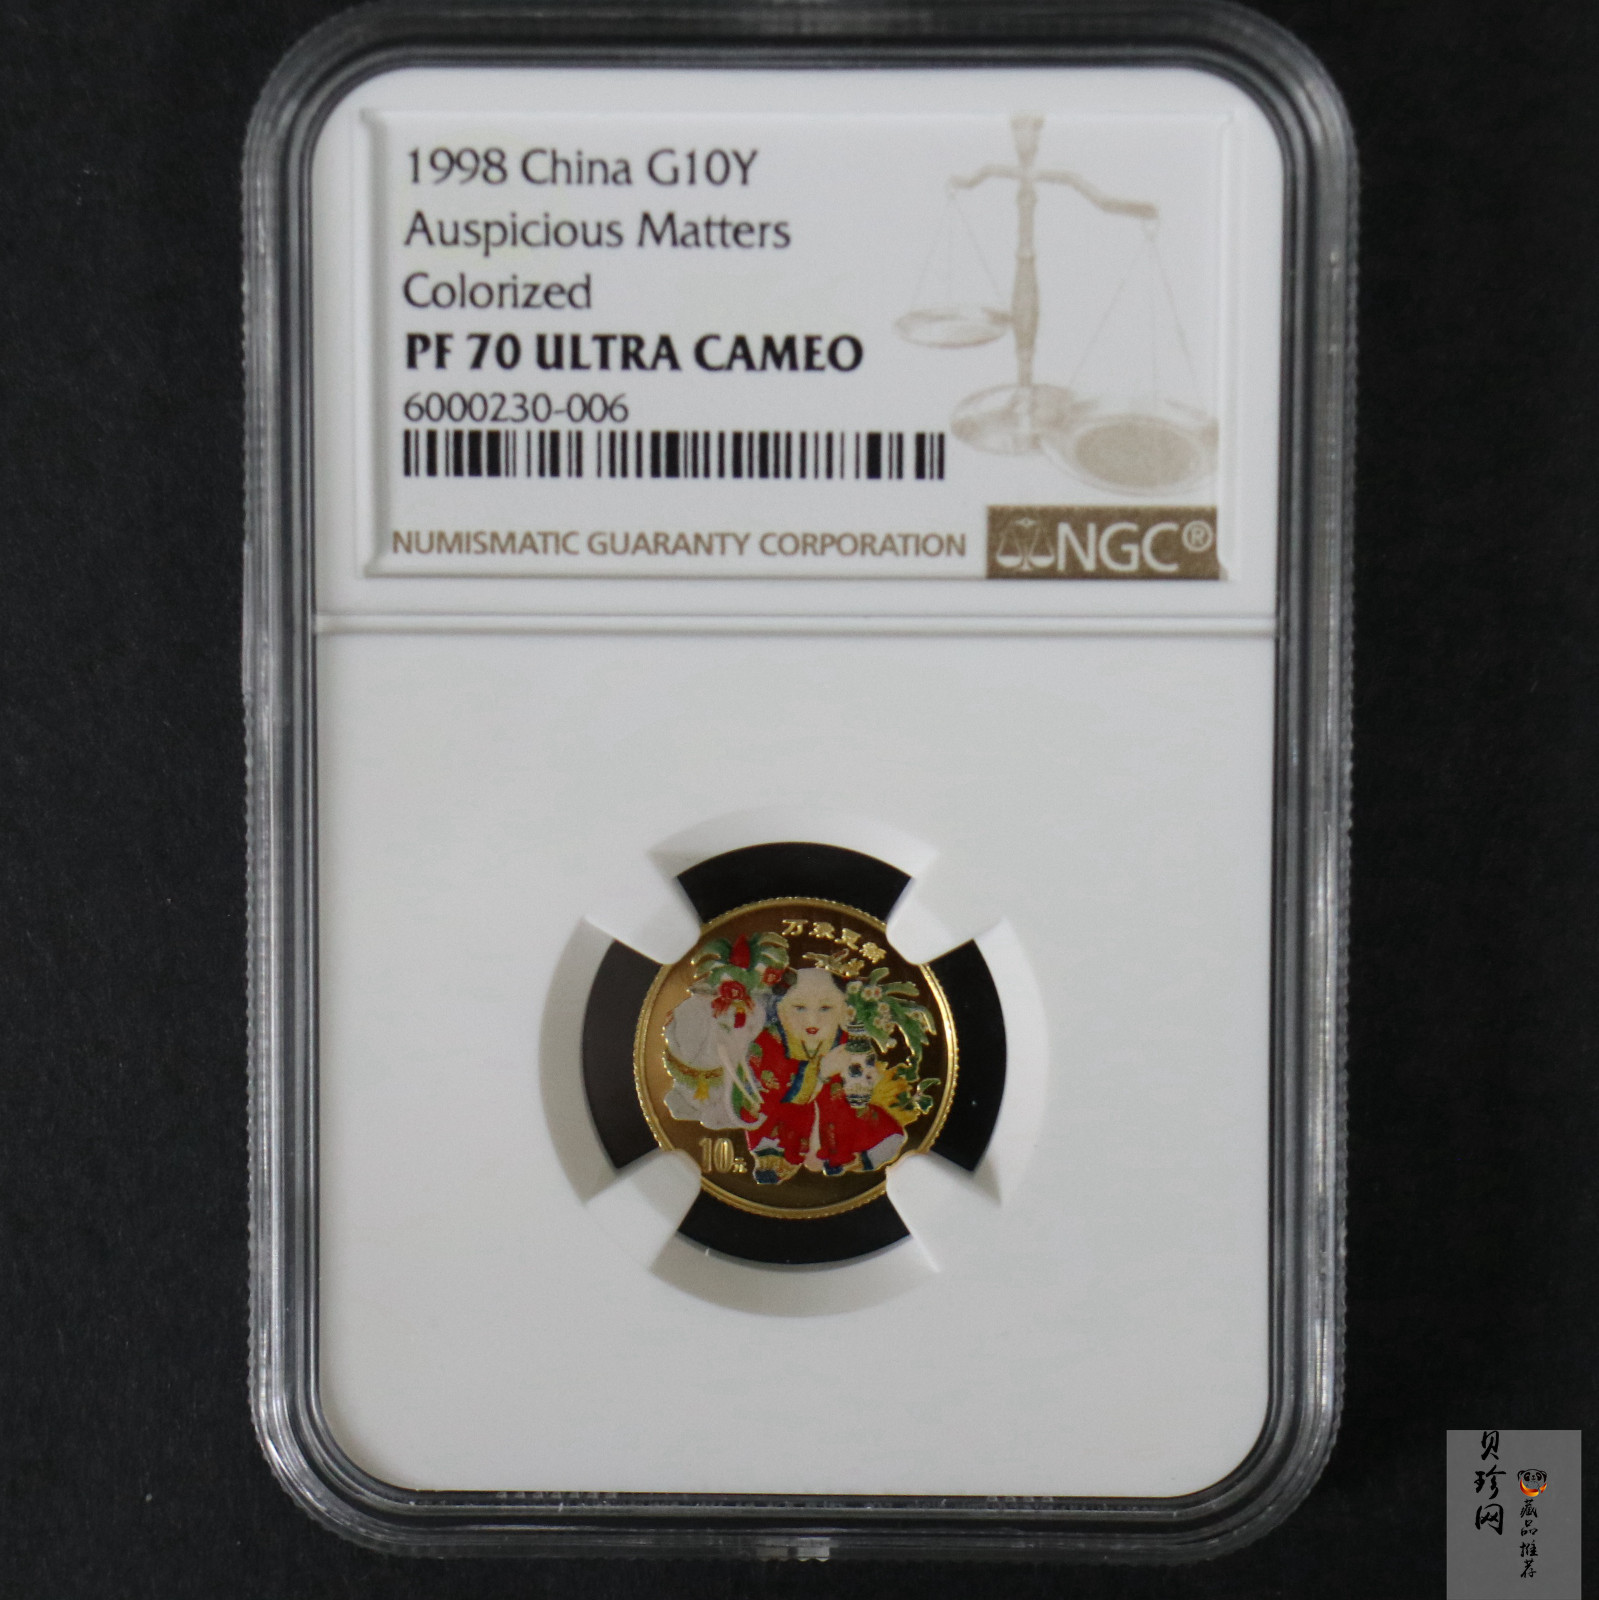 1998 China G10Y
Auspicious Matters
Colorized
PF 70 ULTRA CAMEO
6000230-006
NUMISMATIC GUARANTY CORPORATION
NGC®
万象更新
10元
贝珍网
藏品推荐